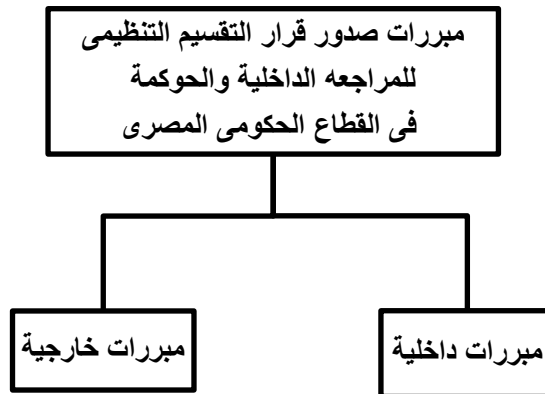 مبررات صدور قرار التقسيم التنظيمى
للمراجعه الداخلية والحوكمة
فى القطاع الحكومى المصرى
مبررات داخلية
مبررات خارجية